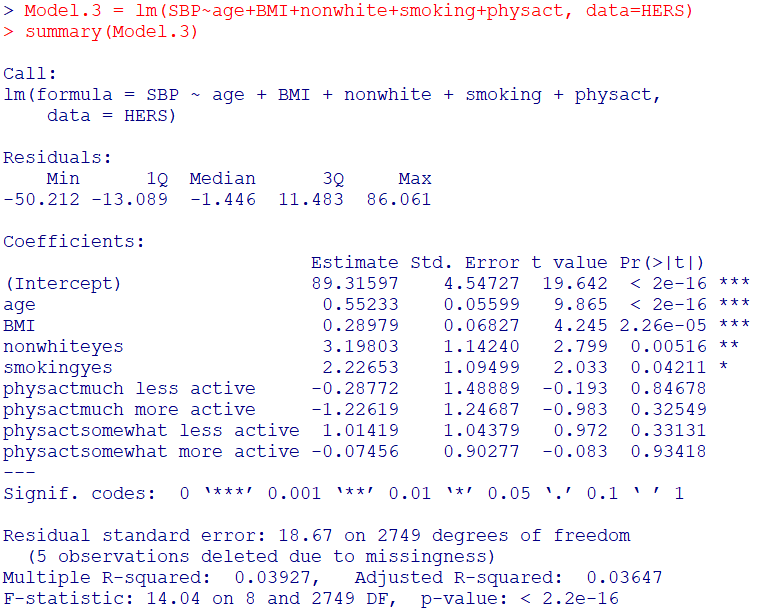 > Model.3 = lm(SBP~age+BMI+nonwhite+smoking+physact, data=HERS)
> summary(Model.3)

Call:
lm(formula = SBP ~ age + BMI + nonwhite + smoking + physact,
    data = HERS)

Residuals:
    Min      1Q  Median      3Q     Max
-50.212 -13.089  -1.446  11.483  86.061

Coefficients:
                             Estimate Std. Error t value Pr(>|t|)
(Intercept)                  89.31597    4.54727  19.642  < 2e-16 ***
age                           0.55233    0.05599   9.865  < 2e-16 ***
BMI                           0.28979    0.06827   4.245 2.26e-05 ***
nonwhiteyes                   3.19803    1.14240   2.799  0.00516 **
smokingyes                    2.22653    1.09499   2.033  0.04211 *
physactmuch less active      -0.28772    1.48889  -0.193  0.84678
physactmuch more active      -1.22619    1.24687  -0.983  0.32549
physactsomewhat less active   1.01419    1.04379   0.972  0.33131
physactsomewhat more active  -0.07456    0.90277  -0.083  0.93418
---
Signif. codes:  0 ‘***’ 0.001 ‘**’ 0.01 ‘*’ 0.05 ‘.’ 0.1 ‘ ’ 1

Residual standard error: 18.67 on 2749 degrees of freedom
  (5 observations deleted due to missingness)
Multiple R-squared:  0.03927,   Adjusted R-squared:  0.03647
F-statistic: 14.04 on 8 and 2749 DF,  p-value: < 2.2e-16